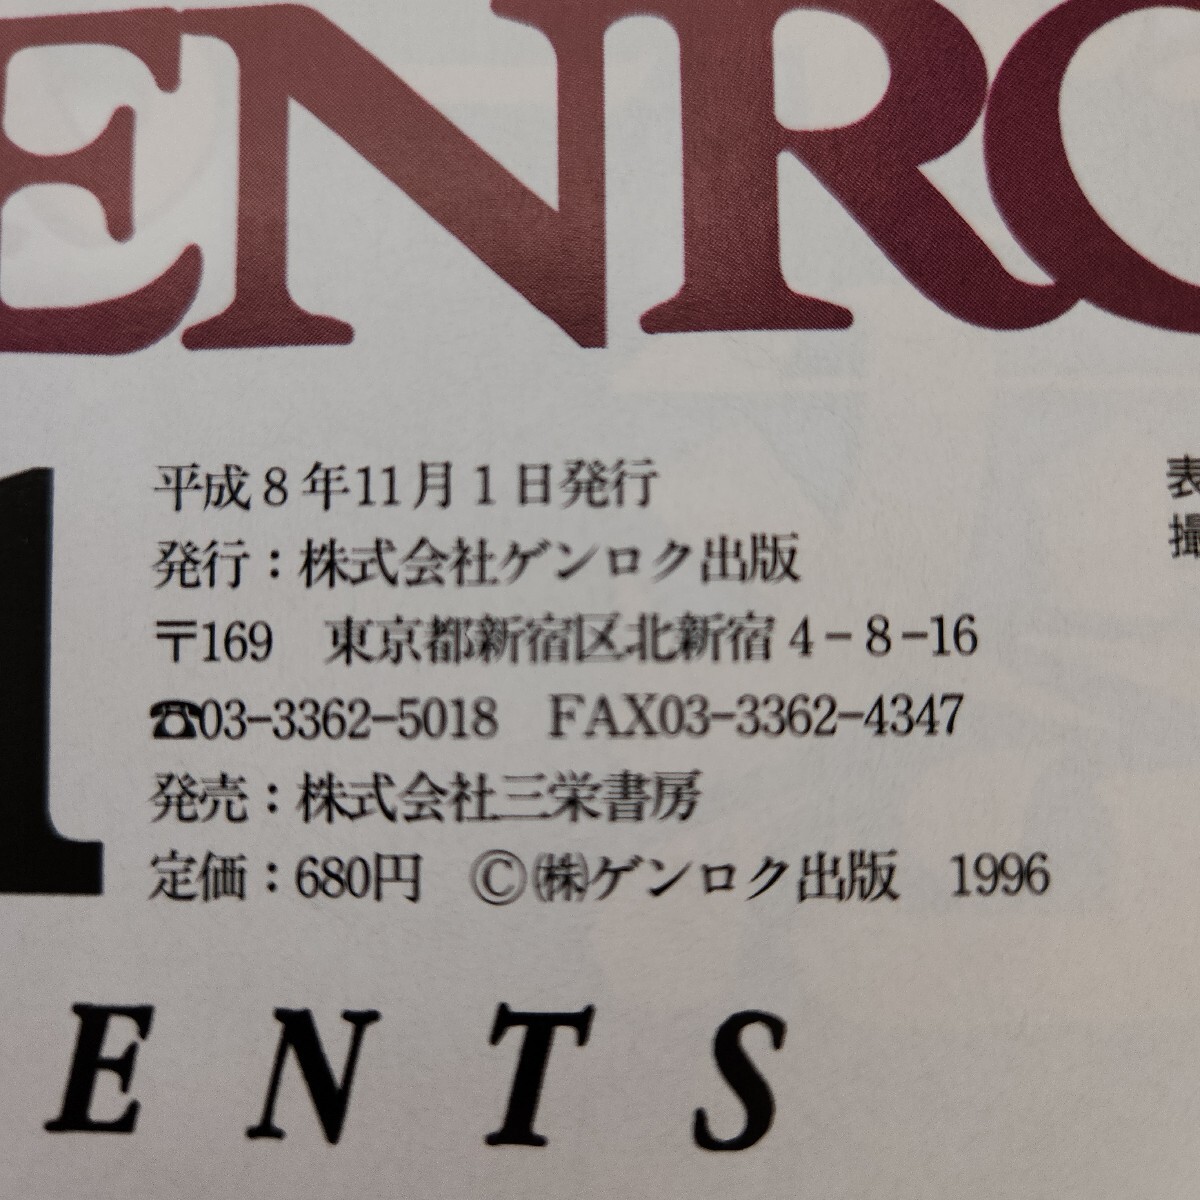 ENRO
1
平成8年11月1日発行
発行：株式会社ゲンロク出版
〒169　東京都新宿区北新宿4-8-16
☎03-3362-5018　FAX03-3362-4347
発売：株式会社三栄書房
定価：680円　©㈱ゲンロク出版　1996
表
撮
ENTS